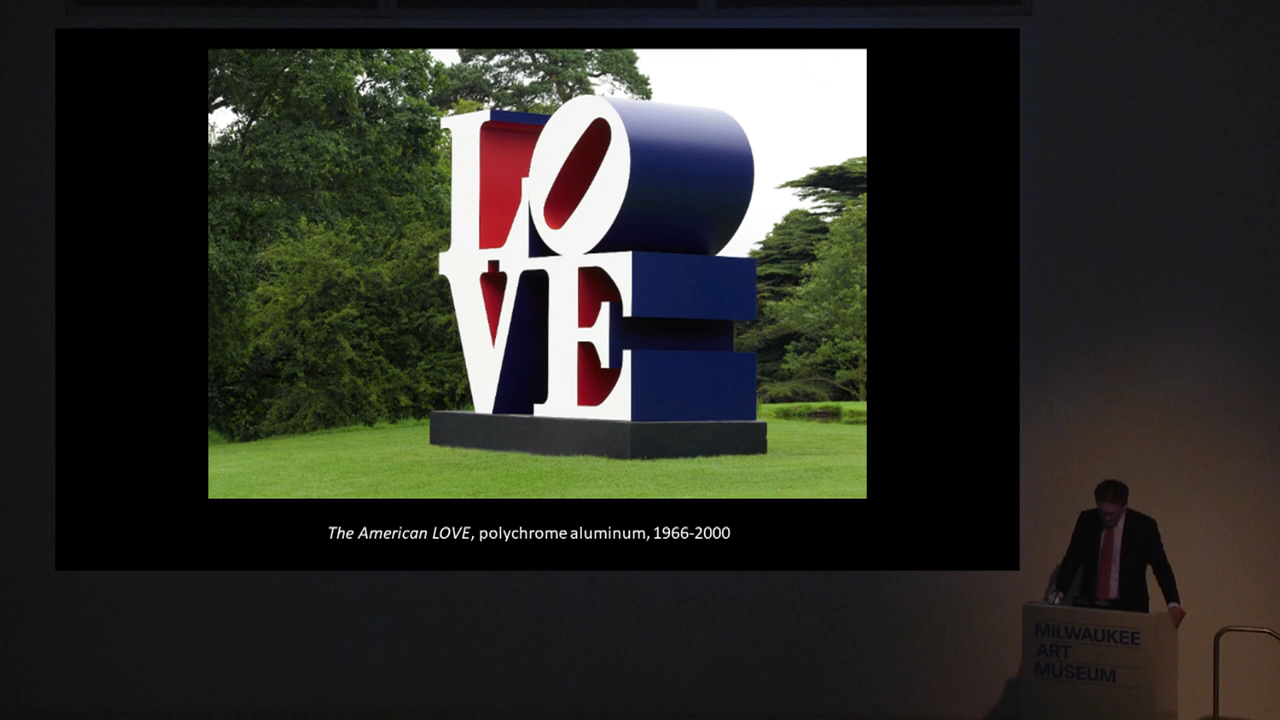 LO
VE
The American LOVE, polychrome aluminum, 1966-2000
MILWAUKEE
ART
MUSEUM